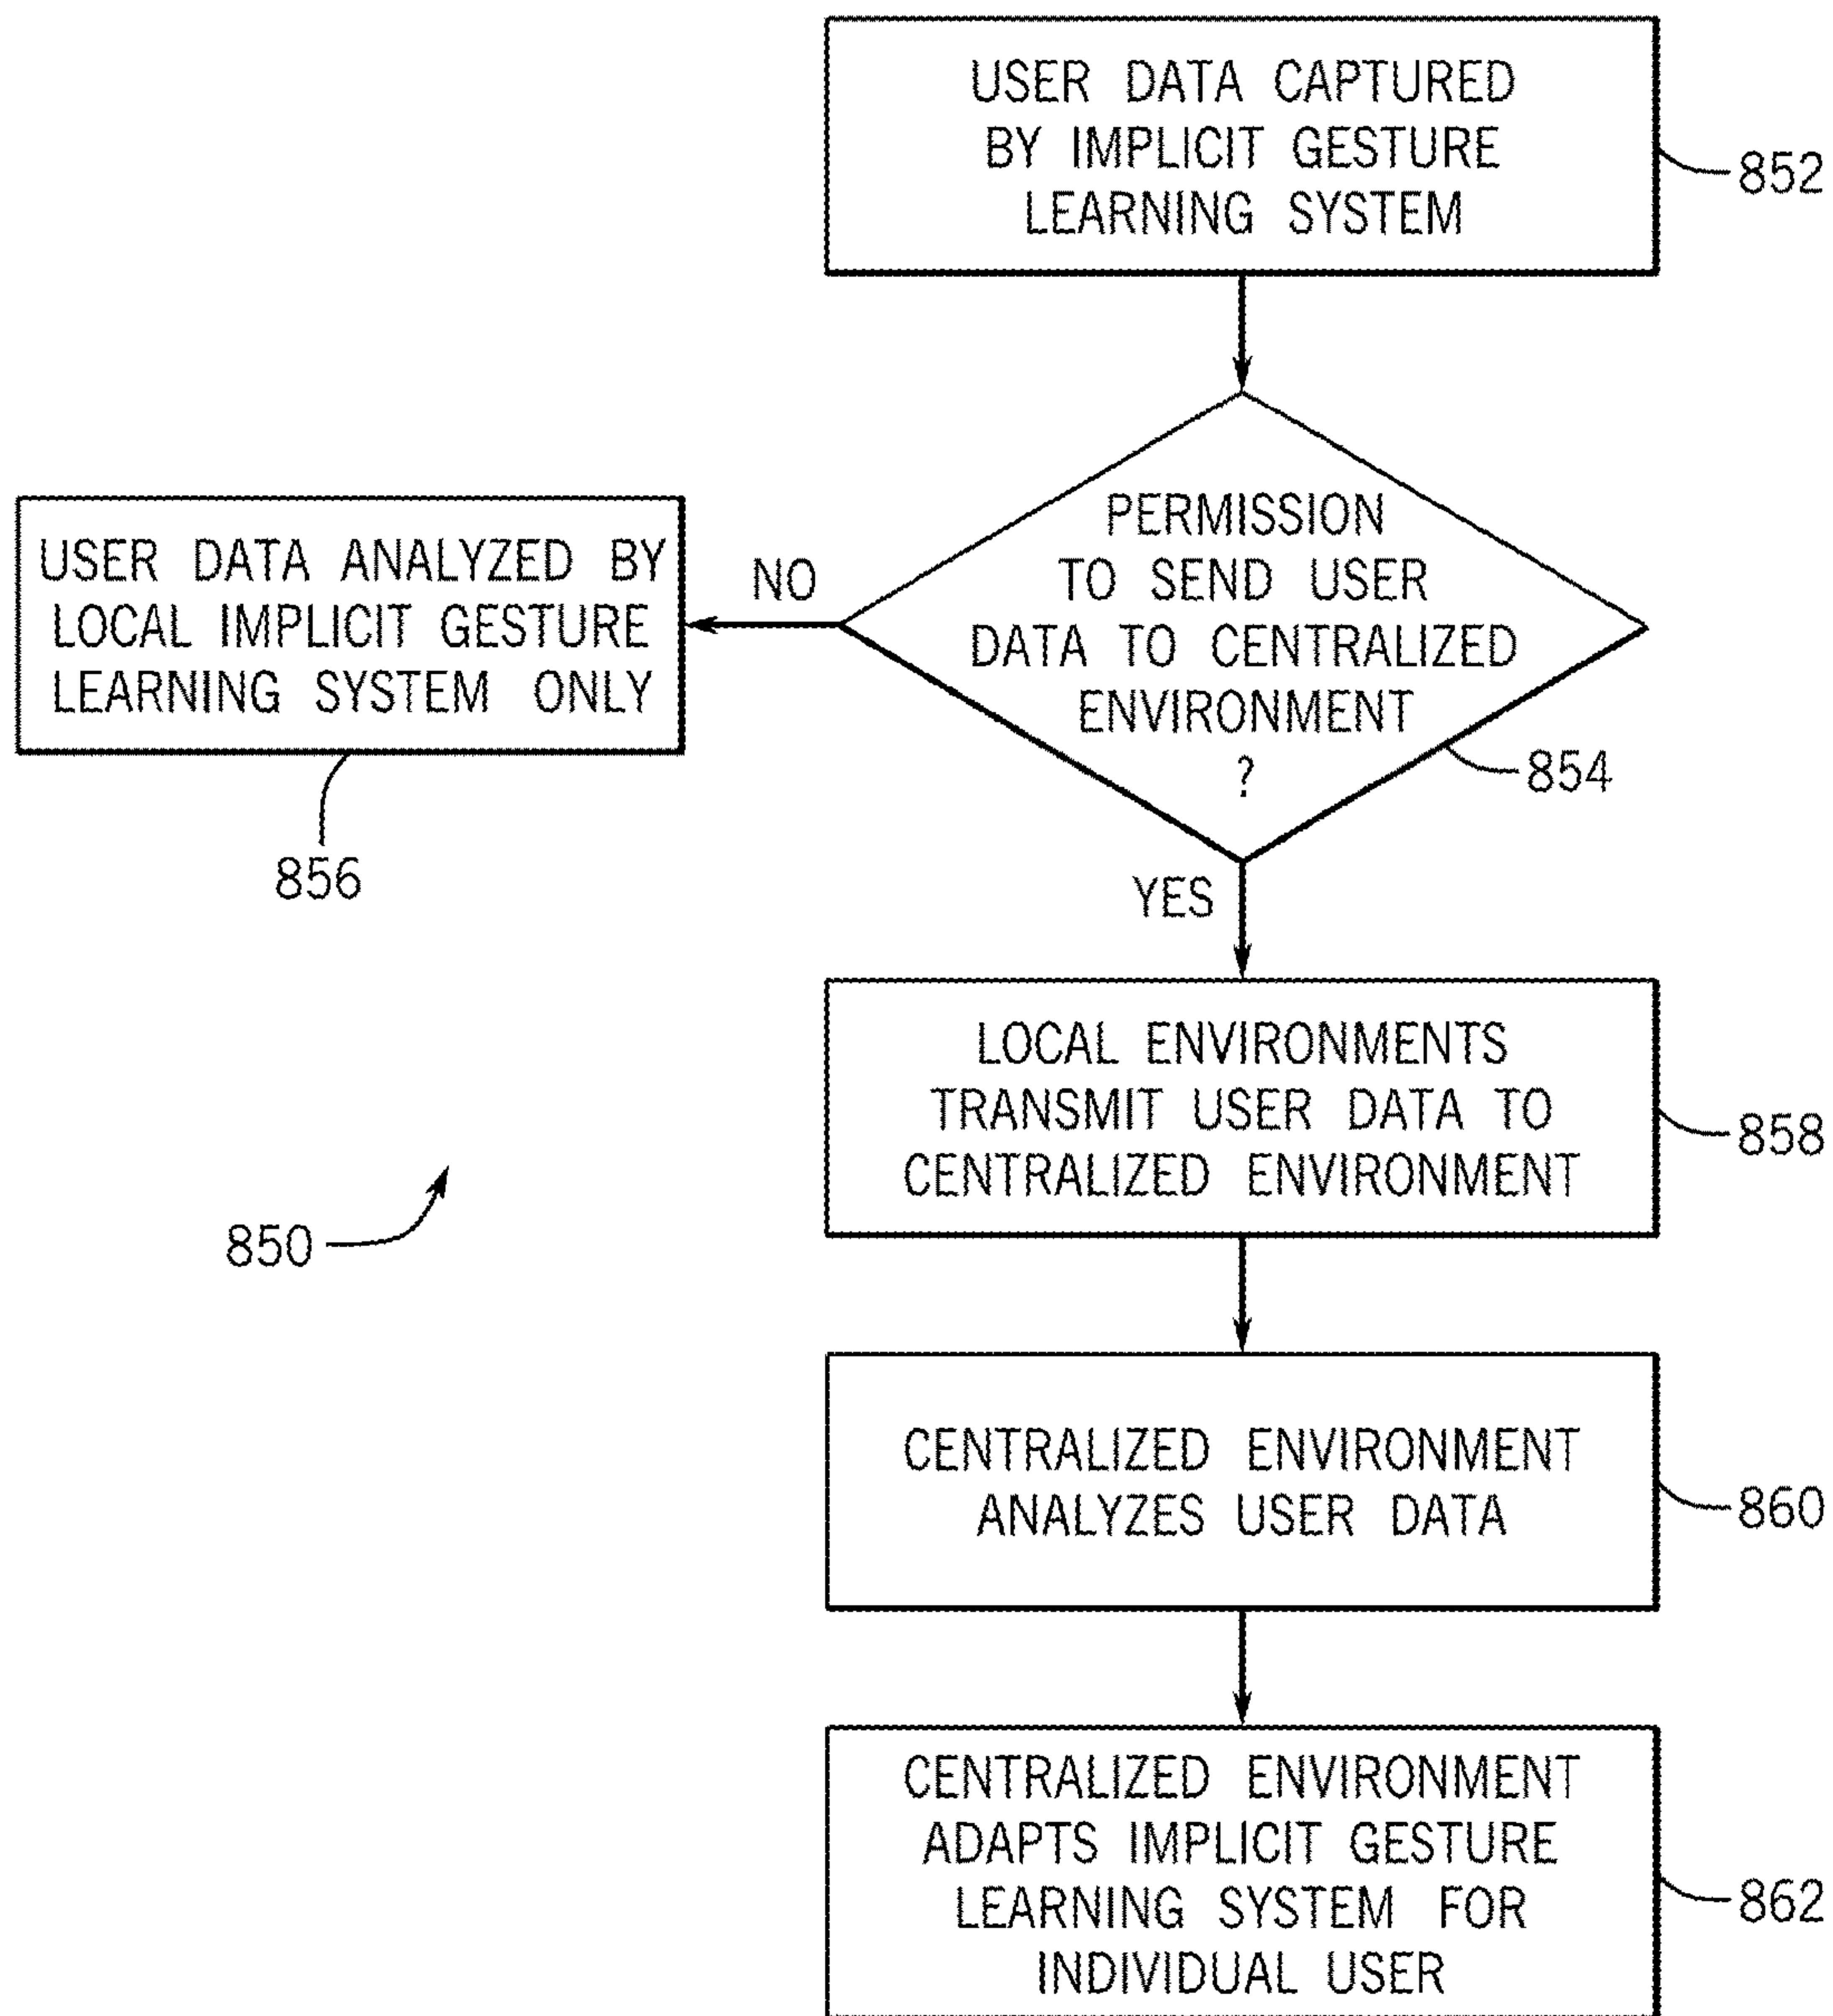 USER DATA CAPTURED
BY IMPLICIT GESTURE
LEARNING SYSTEM
852
PERMISSION
TO SEND USER
DATA TO CENTRALIZED
ENVIRONMENT
?
854
NO
USER DATA ANALYZED BY
LOCAL IMPLICIT GESTURE
LEARNING SYSTEM ONLY
856
YES
LOCAL ENVIRONMENTS
TRANSMIT USER DATA TO
CENTRALIZED ENVIRONMENT
858
850
CENTRALIZED ENVIRONMENT
ANALYZES USER DATA
860
CENTRALIZED ENVIRONMENT
ADAPTS IMPLICIT GESTURE
LEARNING SYSTEM FOR
INDIVIDUAL USER
862